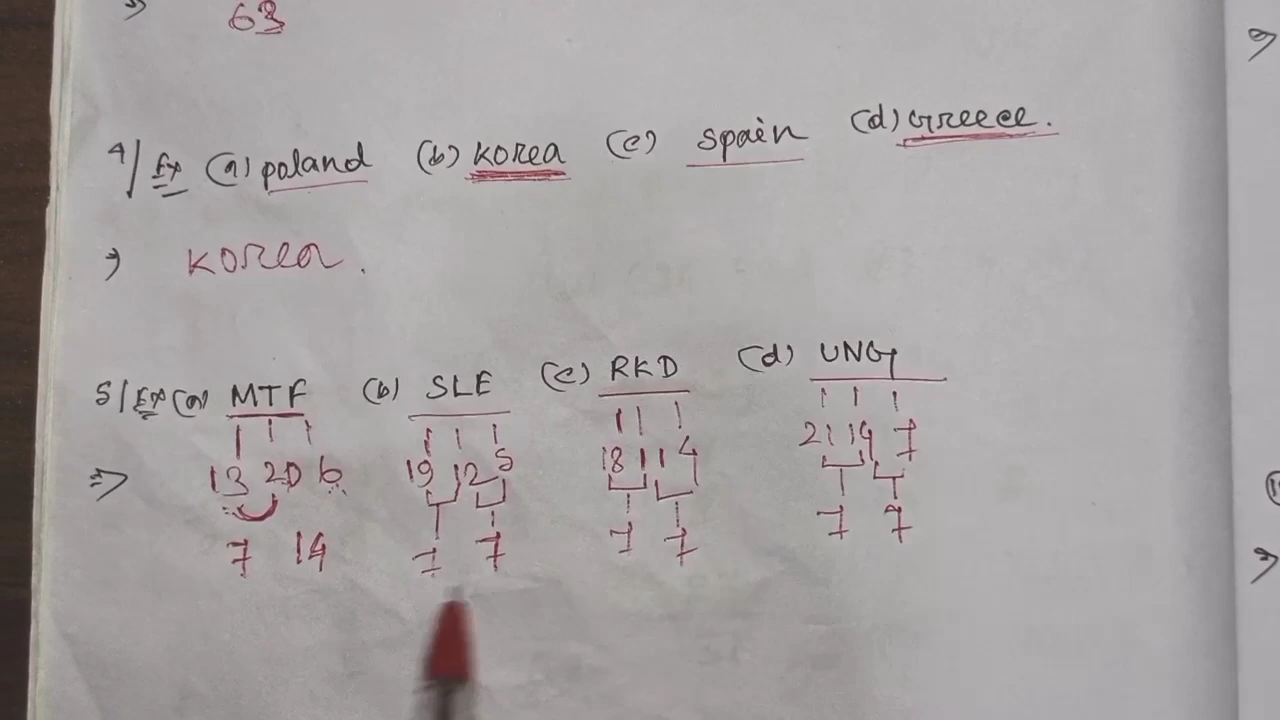 63
4/ Ex (a) poland (b) Korea (c) Spain (d) Greece.
Korea.
5/ Ex (a) MTF (b) SLE (c) RKD (d) UNG
13 20 6 19 12 5 18 11 4 21 14 7
7 14 7 7 7 7 7 7